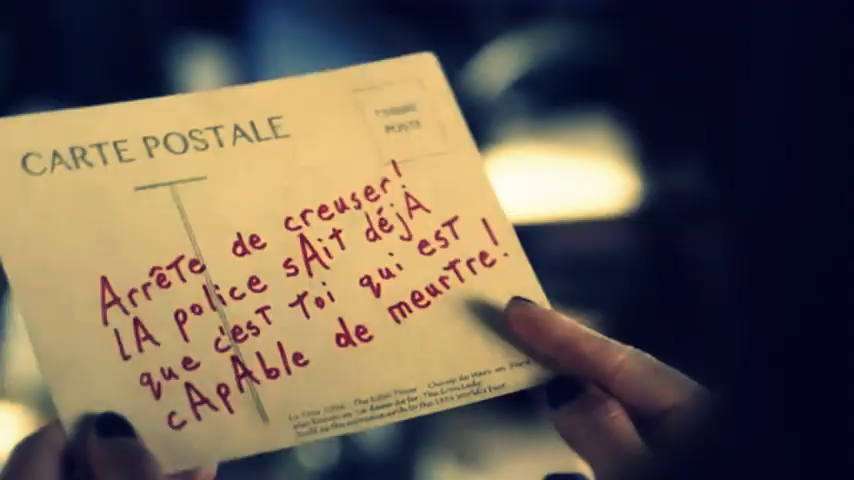 CARTE POSTALE
TIMBRE
POSTE
Arrête de creuser!
LA police sAit déjÀ
que c'est toi qui est
cApAble de meurtre!